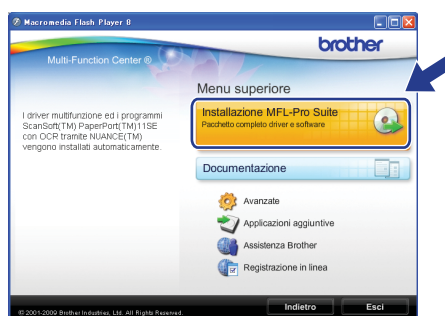 Macromedia Flash Player 8
brother
Multi-Function Center ®
Menu superiore
I driver multifunzione ed i programmi
ScanSoft(TM) PaperPort(TM)11SE
con OCR tramite NUANCE(TM)
vengono installati automaticamente.
Installazione MFL-Pro Suite
Pacchetto completo driver e software
Documentazione
Avanzate
Applicazioni aggiuntive
Assistenza Brother
Registrazione in linea
© 2001-2009 Brother Industries, Ltd. All Rights Reserved.
Indietro
Esci